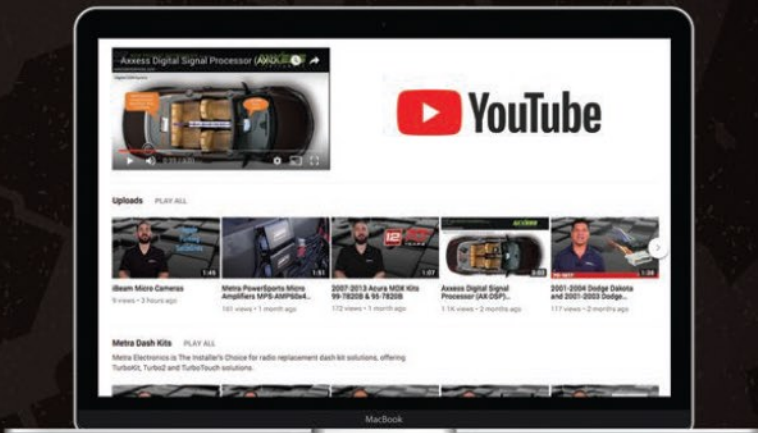 Axxess Digital Signal Processor (AX-
YouTube
Uploads PLAY ALL
1:46
1:51
12
1:07
3:03
1:38
iBeam Micro Cameras
9 views • 3 hours ago
Metra PowerSports Micro
Amplifiers MPS-AMP60x4...
161 views • 1 month ago
2007-2013 Acura MDX Kits
99-7820B & 95-7820B
172 views • 1 month ago
Axxess Digital Signal
Processor (AX-DSP)...
1.1K views • 2 months ago
2001-2004 Dodge Dakota
and 2001-2003 Dodge...
117 views • 2 months ago
Metra Dash Kits PLAY ALL
Metra Electronics is The Installer's Choice for radio replacement dash kit solutions, offering
TurboKit, Turbo2 and TurboTouch solutions.
MacBook